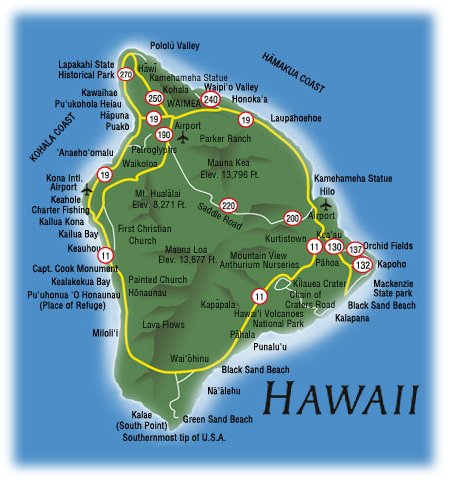 Pololū Valley
HĀMAKUA COAST
Lapakahi State
Historical Park
Hāwī
270
Kamehameha Statue
Kohala
Waipi'o Valley
Kawaihae
250
240
Honoka'a
Pu'ukohola Heiau
WAIMEA
Hāpuna
19
19
Laupāhoehoe
Puakō
Airport
190
Parker Ranch
KOHALA COAST
Petroglyphs
'Anaeho'omalu
Waikoloa
Mauna Kea
Elev. 13,796 Ft.
19
Kona Intl.
Airport
Kamehameha Statue
Hilo
Mt. Hualālai
Elev. 8,271 Ft.
Keahole
Charter Fishing
220
Saddle Road
200
Airport
Kailua Kona
Kailua Bay
First Christian
Church
Kea'au
Kurtistown
Keauhou
11
Mauna Loa
Elev. 13,677 Ft.
11
130
137
Orchid Fields
Mountain View
Anthurium Nurseries
Pāhoa
132
Kapoho
Capt. Cook Monument
Kealakekua Bay
Painted Church
Hōnaunau
Kilauea Crater
Mackenzie
State park
Pu'uhonua 'O Honaunau
(Place of Refuge)
11
Chain of
Craters Road
Kapāpala
Black Sand Beach
Hawai'i Volcanoes
National Park
Kalapana
Miloli'i
Lava Flows
Pāhala
Punalu'u
Wai'ōhinu
Black Sand Beach
Nā'ālehu
HAWAII
Kalae
(South Point)
Green Sand Beach
Southernmost tip of U.S.A.